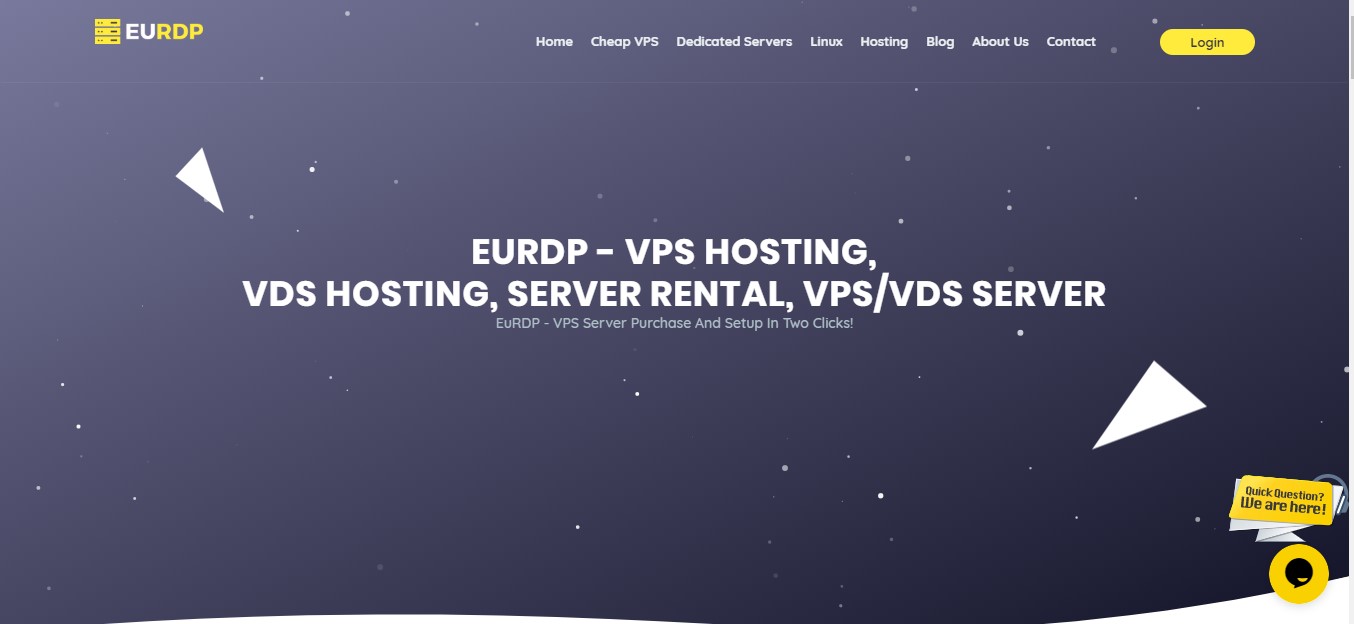 EURDP
Home Cheap VPS Dedicated Servers Linux Hosting Blog About Us Contact
Login
EURDP - VPS HOSTING,
VDS HOSTING, SERVER RENTAL, VPS/VDS SERVER
EuRDP - VPS Server Purchase And Setup In Two Clicks!
Quick Question?
We are here!